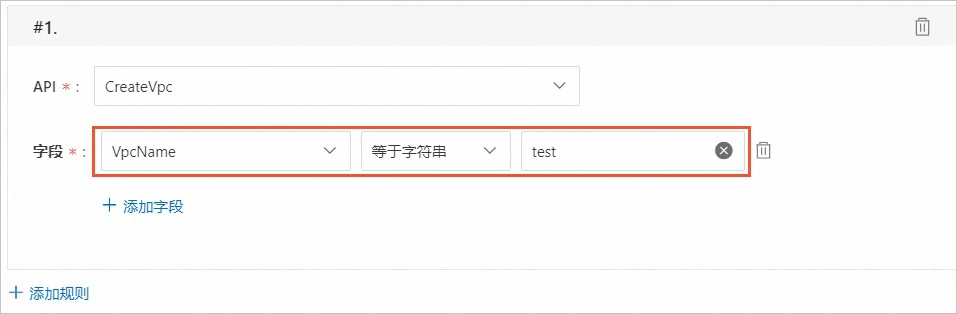 #1.
API * : CreateVpc
字段 * : VpcName 等于字符串 test
+ 添加字段
+ 添加规则